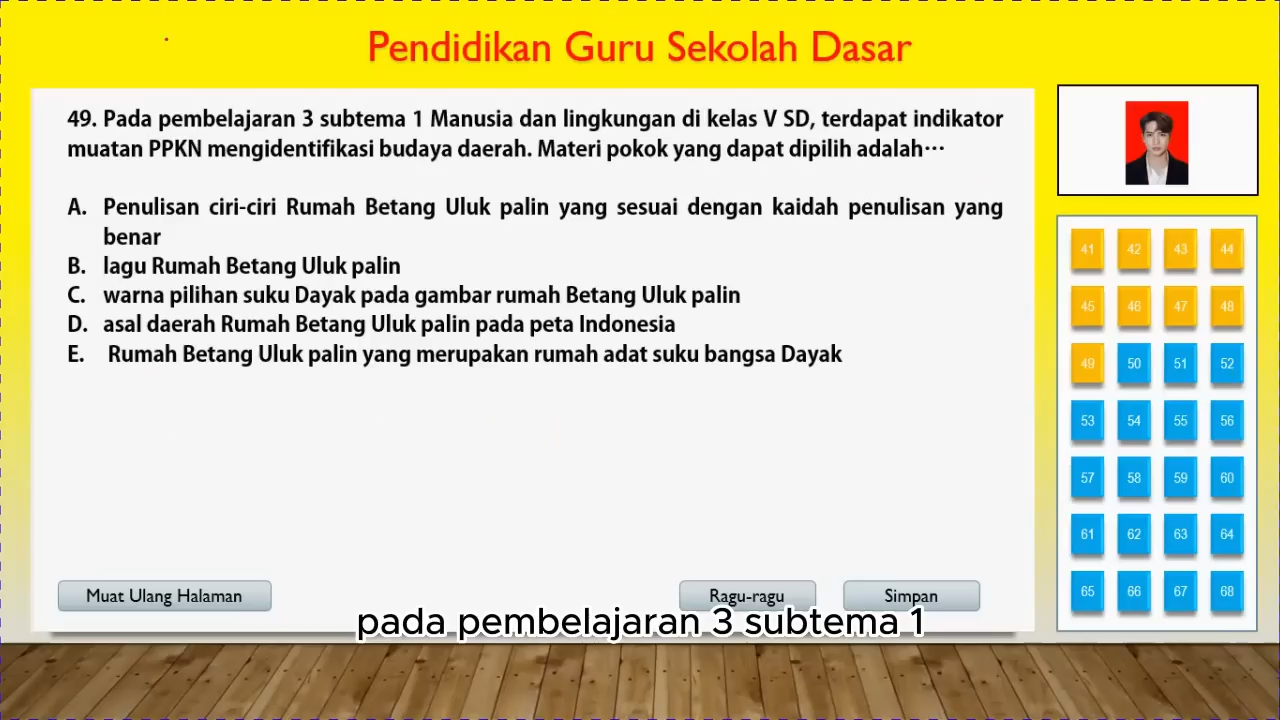 Pendidikan Guru Sekolah Dasar
49. Pada pembelajaran 3 subtema 1 Manusia dan lingkungan di kelas V SD, terdapat indikator
muatan PPKN mengidentifikasi budaya daerah. Materi pokok yang dapat dipilih adalah⋯
A. Penulisan ciri-ciri Rumah Betang Uluk palin yang sesuai dengan kaidah penulisan yang
benar
B. lagu Rumah Betang Uluk palin
C. warna pilihan suku Dayak pada gambar rumah Betang Uluk palin
D. asal daerah Rumah Betang Uluk palin pada peta Indonesia
E. Rumah Betang Uluk palin yang merupakan rumah adat suku bangsa Dayak
41 42 43 44
45 46 47 48
49 50 51 52
53 54 55 56
57 58 59 60
61 62 63 64
65 66 67 68
Muat Ulang Halaman Ragu-ragu Simpan
pada pembelajaran 3 subtema 1